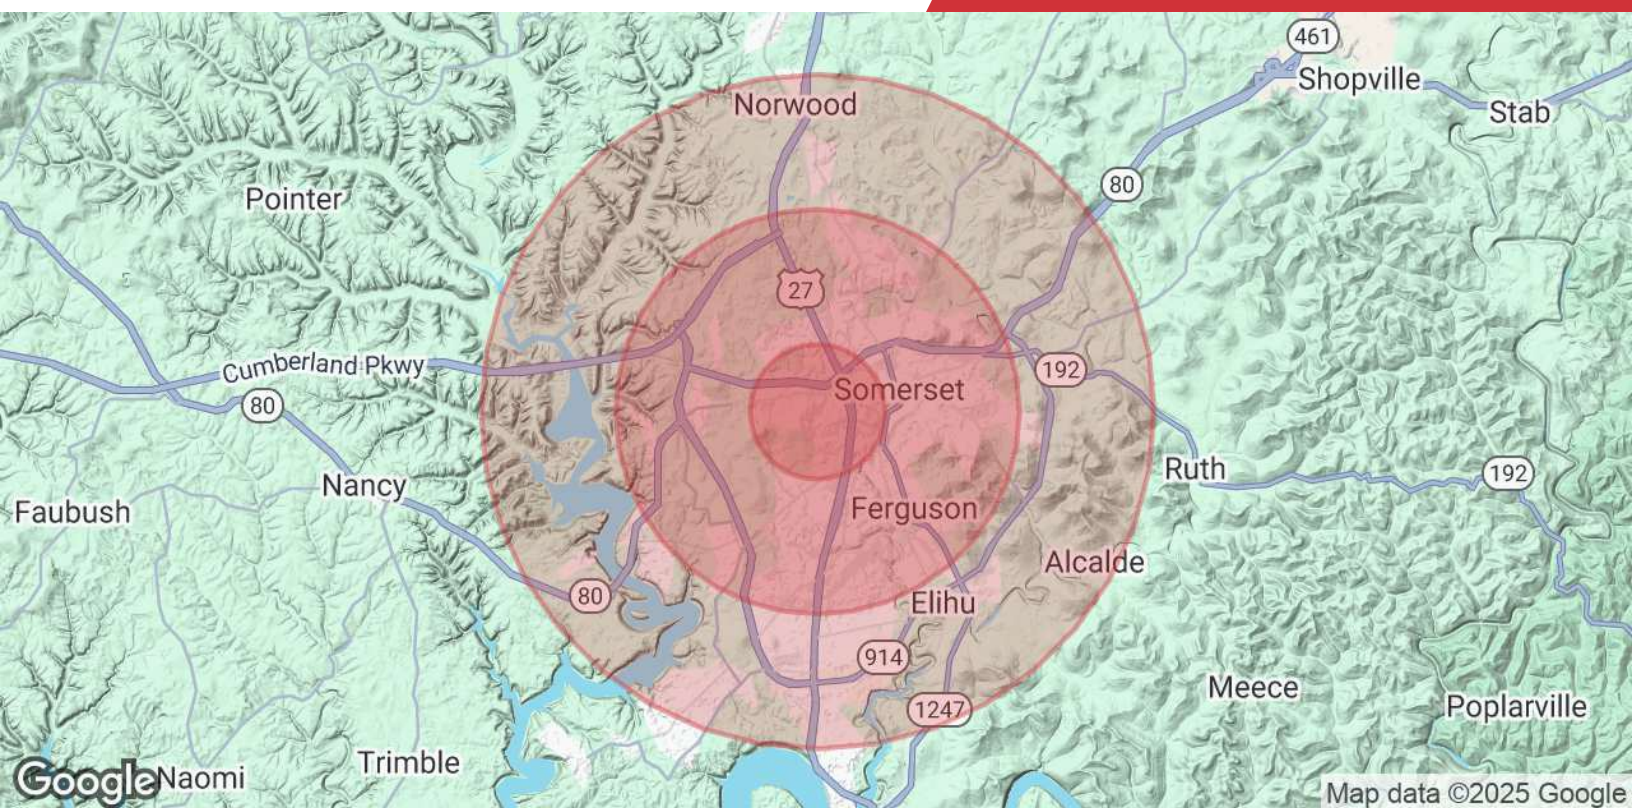 461
Shopville
Norwood
Stab
80
Pointer
27
Cumberland Pkwy
192
Somerset
80
Ruth
192
Nancy
Faubush
Ferguson
Alcalde
80
Elihu
914
Meece
1247
Poplarville
Trimble
Google
Naomi
Map data ©2025 Google